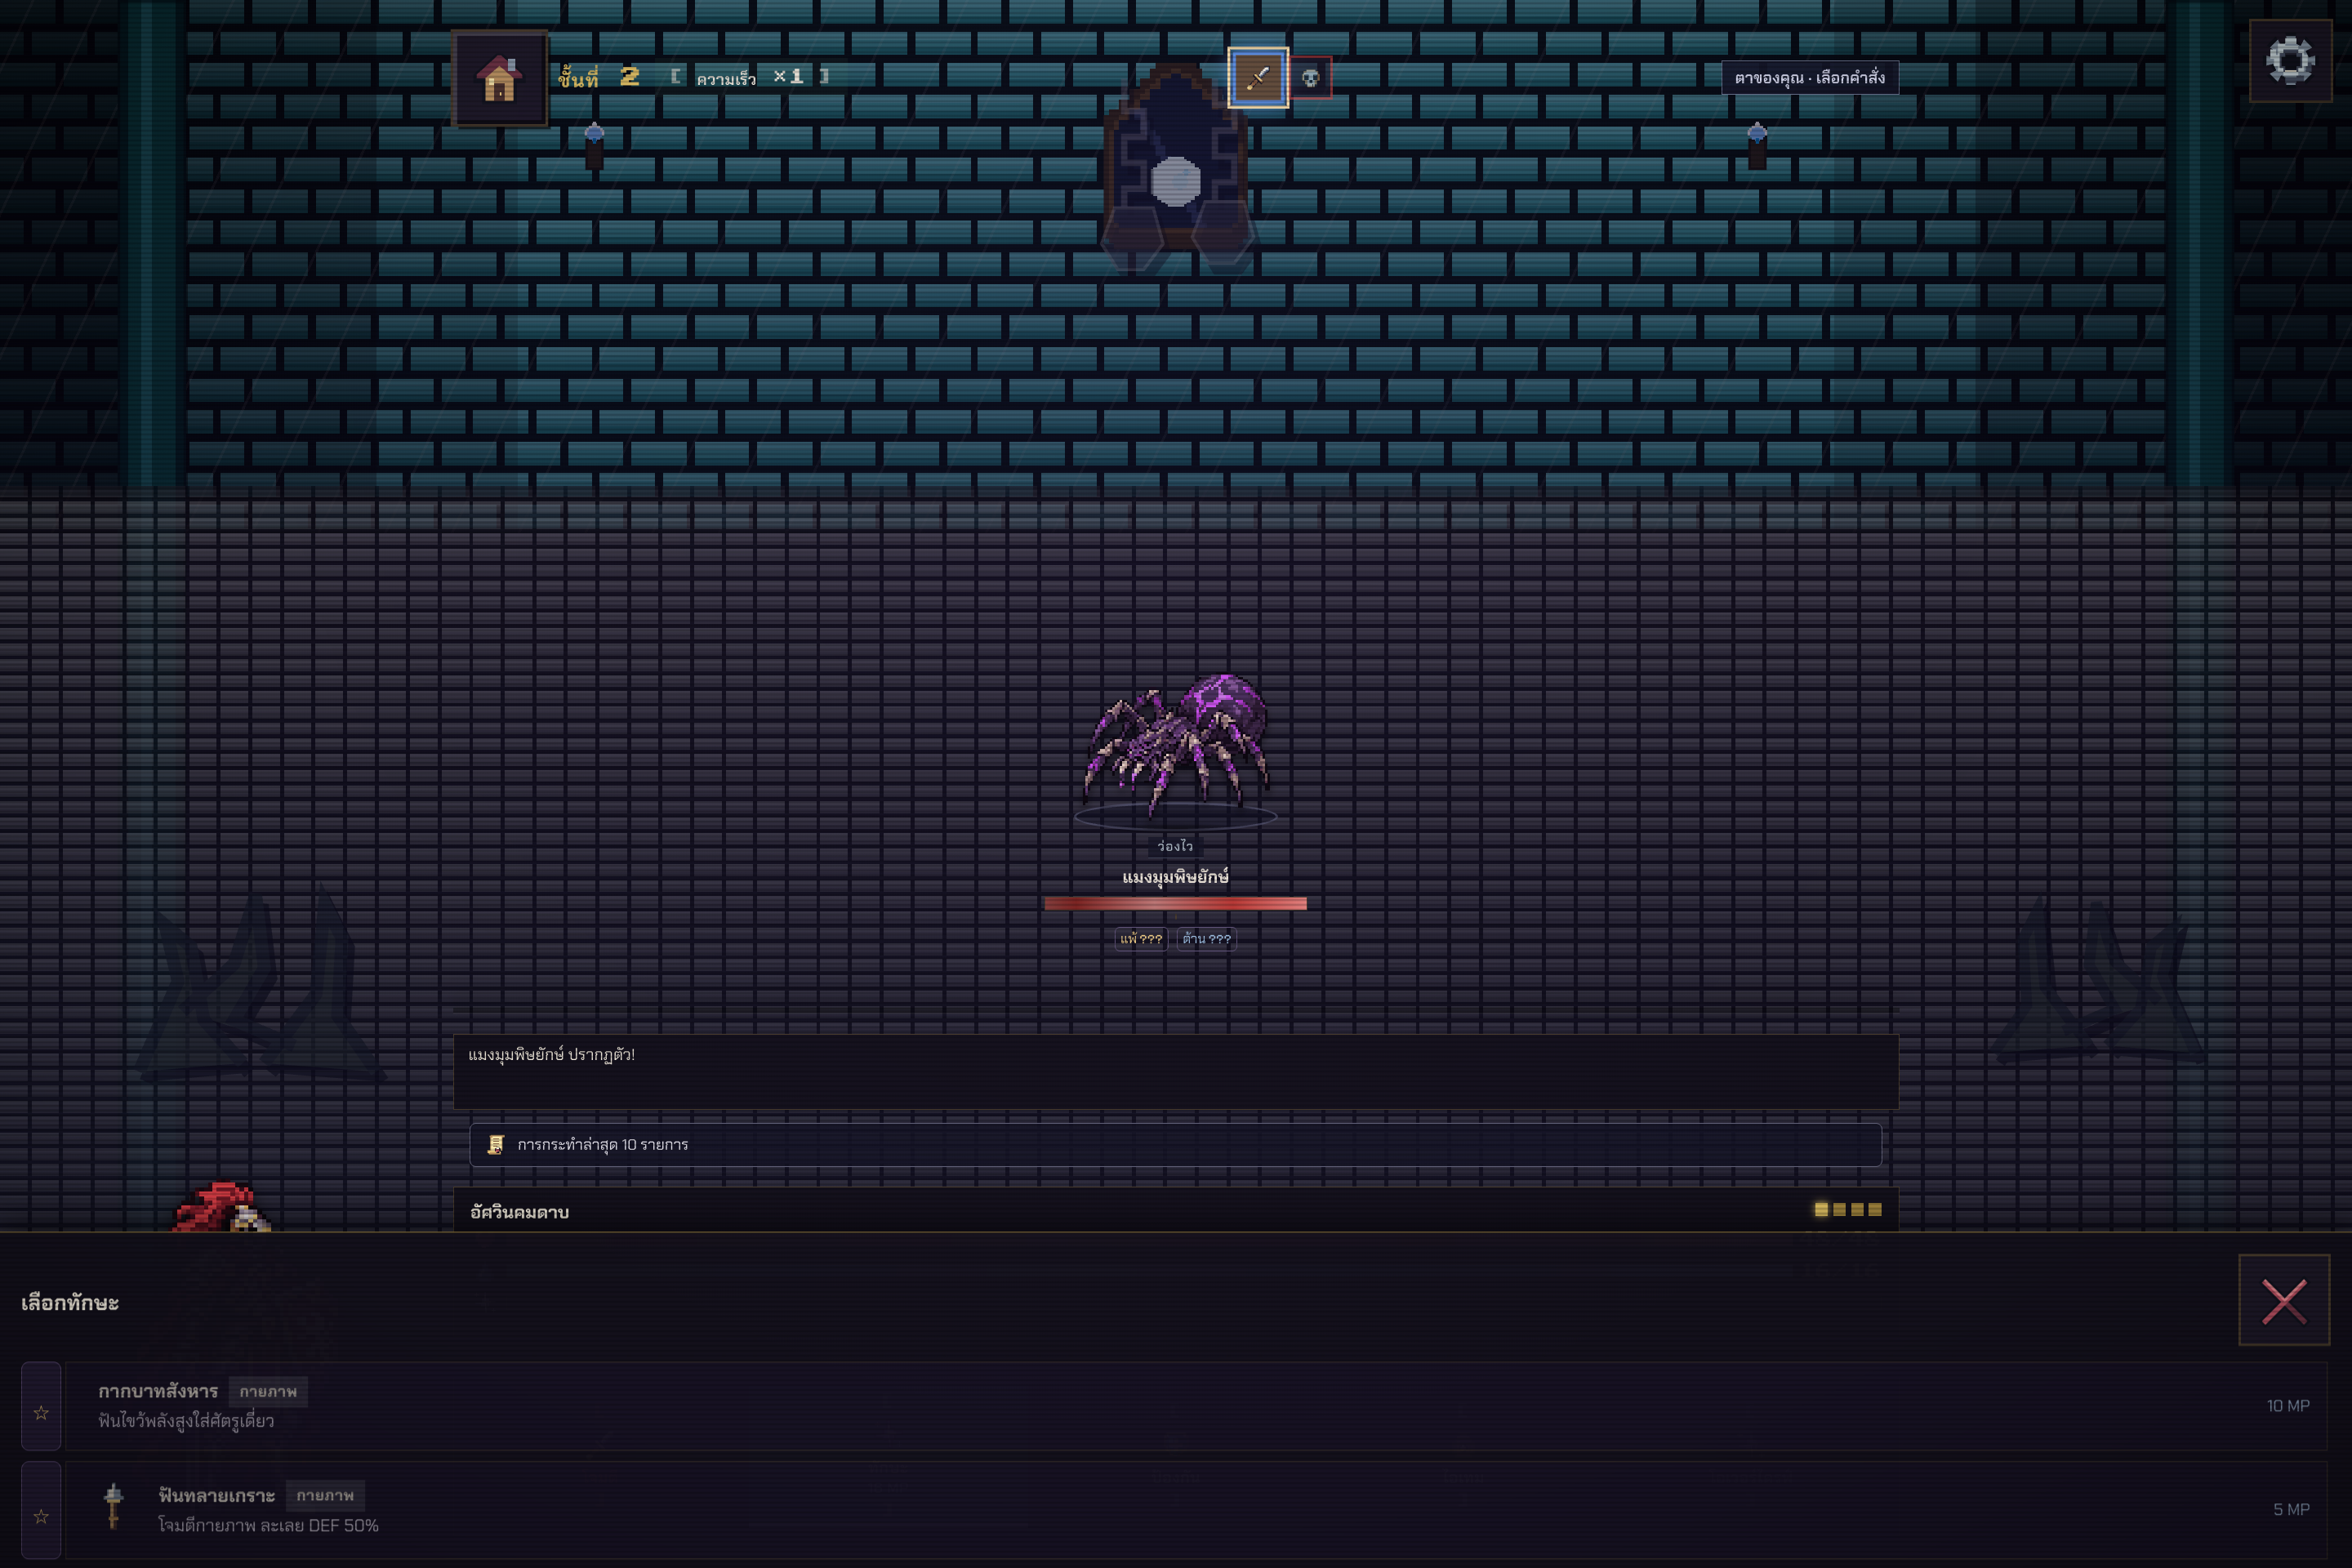 ชั้นที่ 2 [ ความเร็ว ×1 ]
ตาของคุณ · เลือกคำสั่ง
ว่องไว
แมงมุมพิษยักษ์
แพ้ ??? ต้าน ???
แมงมุมพิษยักษ์ ปรากฏตัว!
การกระทำล่าสุด 10 รายการ
อัศวินคมดาบ
เลือกทักษะ
กากบาทสังหาร กายภาพ
ฟันไขว้พลังสูงใส่ศัตรูเดี่ยว
10 MP
ฟันทลายเกราะ กายภาพ
โจมตีกายภาพ ละเลย DEF 50%
5 MP